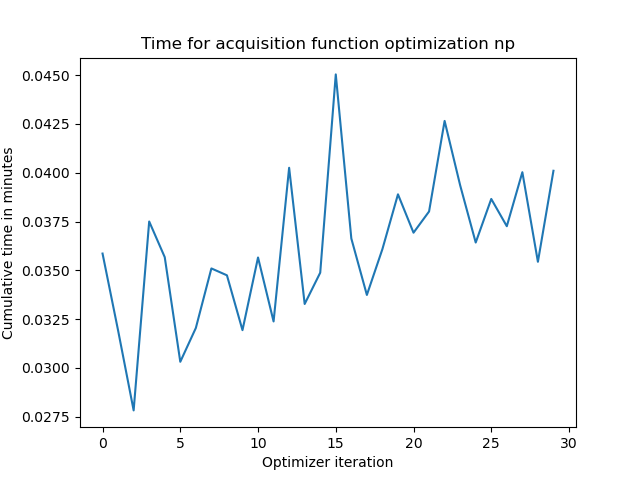 Time for acquisition function optimization np
Cumulative time in minutes
0.0450
0.0425
0.0400
0.0375
0.0350
0.0325
0.0300
0.0275
0 5 10 15 20 25 30
Optimizer iteration